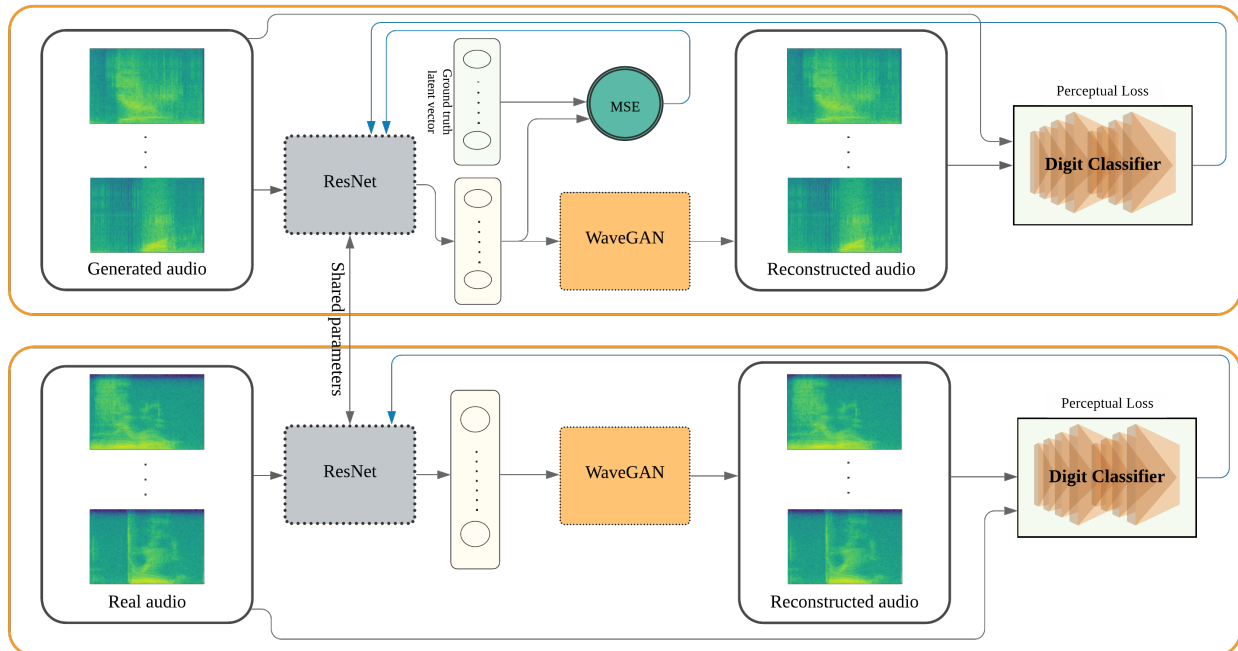 Ground truth
latent vector
MSE
Perceptual Loss
Digit Classifier
ResNet
WaveGAN
Generated audio
Reconstructed audio
Shared parameters
Perceptual Loss
Digit Classifier
ResNet
WaveGAN
Real audio
Reconstructed audio